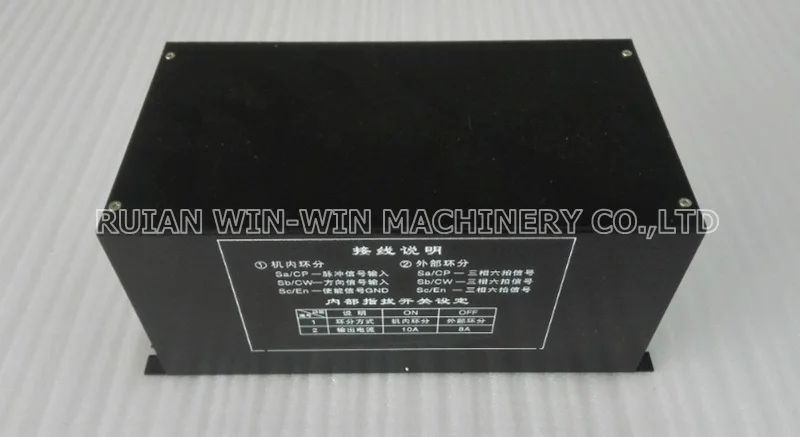 RUIAN WIN-WIN MACHINERY CO.,LTD
接线说明
①机内环分 ②外部环分
Sa/CP—脉冲信号输入 Sa/CP—三相六拍信号
Sb/CW—方向信号输入 Sb/CW—三相六拍信号
Sc/En—使能信号GND Sc/En—三相六拍信号
内部指拔开关设定
说明 ON OFF
1 环分方式 机内环分 外部环分
2 输出电流 10A 8A